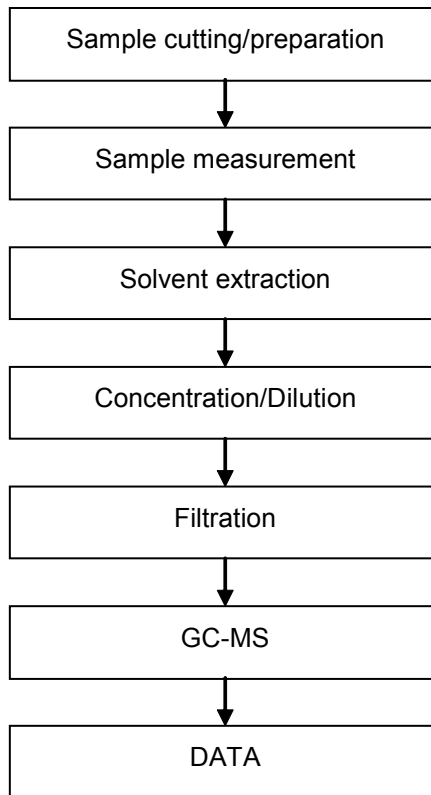 Sample cutting/preparation
Sample measurement
Solvent extraction
Concentration/Dilution
Filtration
GC-MS
DATA